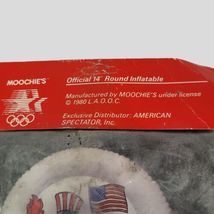 MOOCHIE'S
Official 14" Round Inflatable
Manufactured by MOOCHIE'S under license
© 1980 L.A.O.O.C.
Exclusive Distributor: AMERICAN
SPECTATOR, Inc.